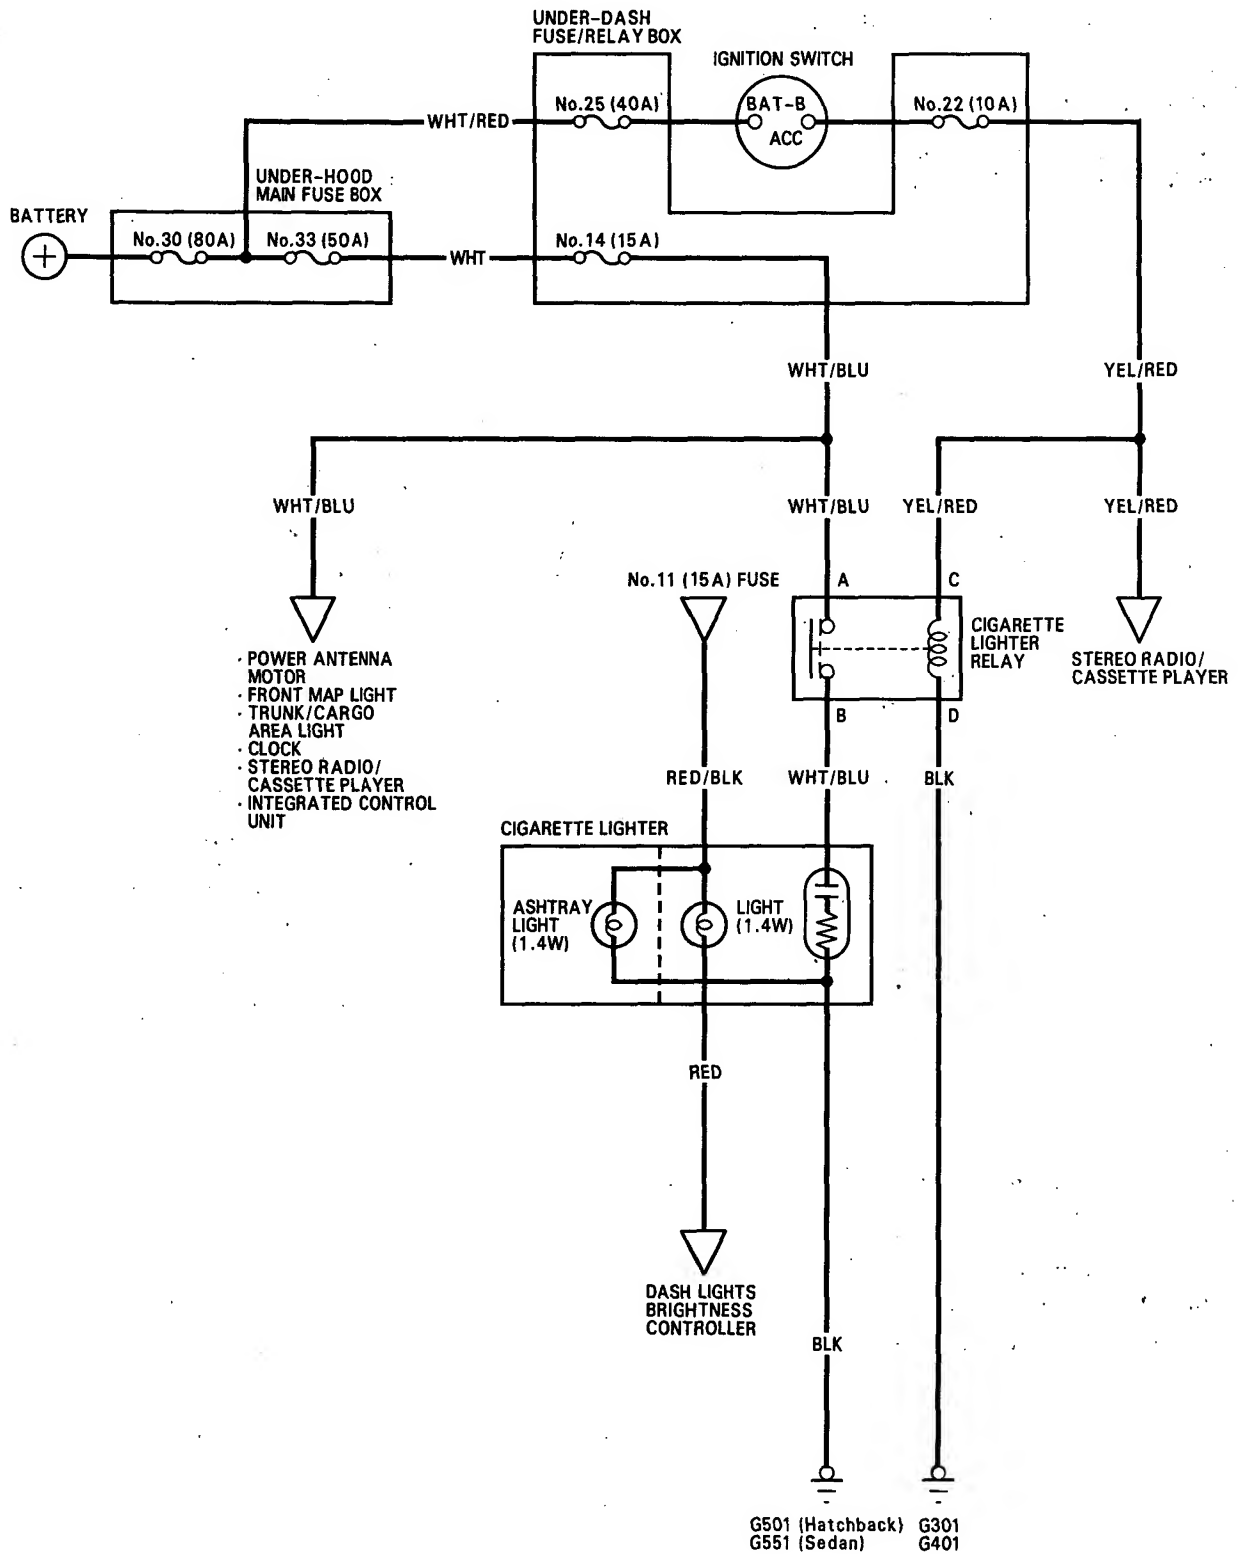 UNDER-DASH
FUSE/RELAY BOX
IGNITION SWITCH
No.25 (40A)
BAT-B
ACC
No.22 (10A)
WHT/RED
UNDER-HOOD
MAIN FUSE BOX
BATTERY
+
No.30 (80A)
No.33 (50A)
WHT
No.14 (15A)
WHT/BLU
YEL/RED
WHT/BLU
WHT/BLU
YEL/RED
YEL/RED
No.11 (15A) FUSE
A
C
CIGARETTE
LIGHTER
RELAY
B
D
STEREO RADIO/
CASSETTE PLAYER
· POWER ANTENNA
MOTOR
· FRONT MAP LIGHT
· TRUNK/CARGO
AREA LIGHT
· CLOCK
· STEREO RADIO/
CASSETTE PLAYER
· INTEGRATED CONTROL
UNIT
RED/BLK
WHT/BLU
BLK
CIGARETTE LIGHTER
ASHTRAY
LIGHT
(1.4W)
LIGHT
(1.4W)
RED
DASH LIGHTS
BRIGHTNESS
CONTROLLER
BLK
G501 (Hatchback)
G551 (Sedan)
G301
G401